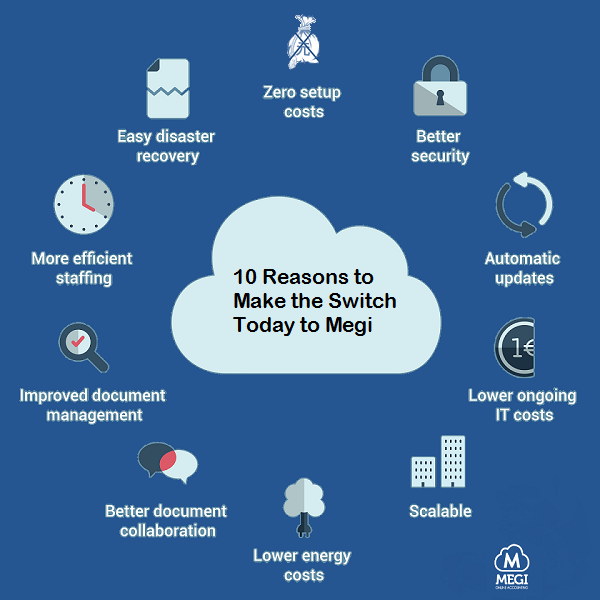 Zero setup
costs
Better
security
Automatic
updates
1€
Lower ongoing
IT costs
Scalable
Lower energy
costs
Better document
collaboration
Improved document
management
More efficient
staffing
Easy disaster
recovery
10 Reasons to
Make the Switch
Today to Megi
M
MEGI
ONLINE ACCOUNTING